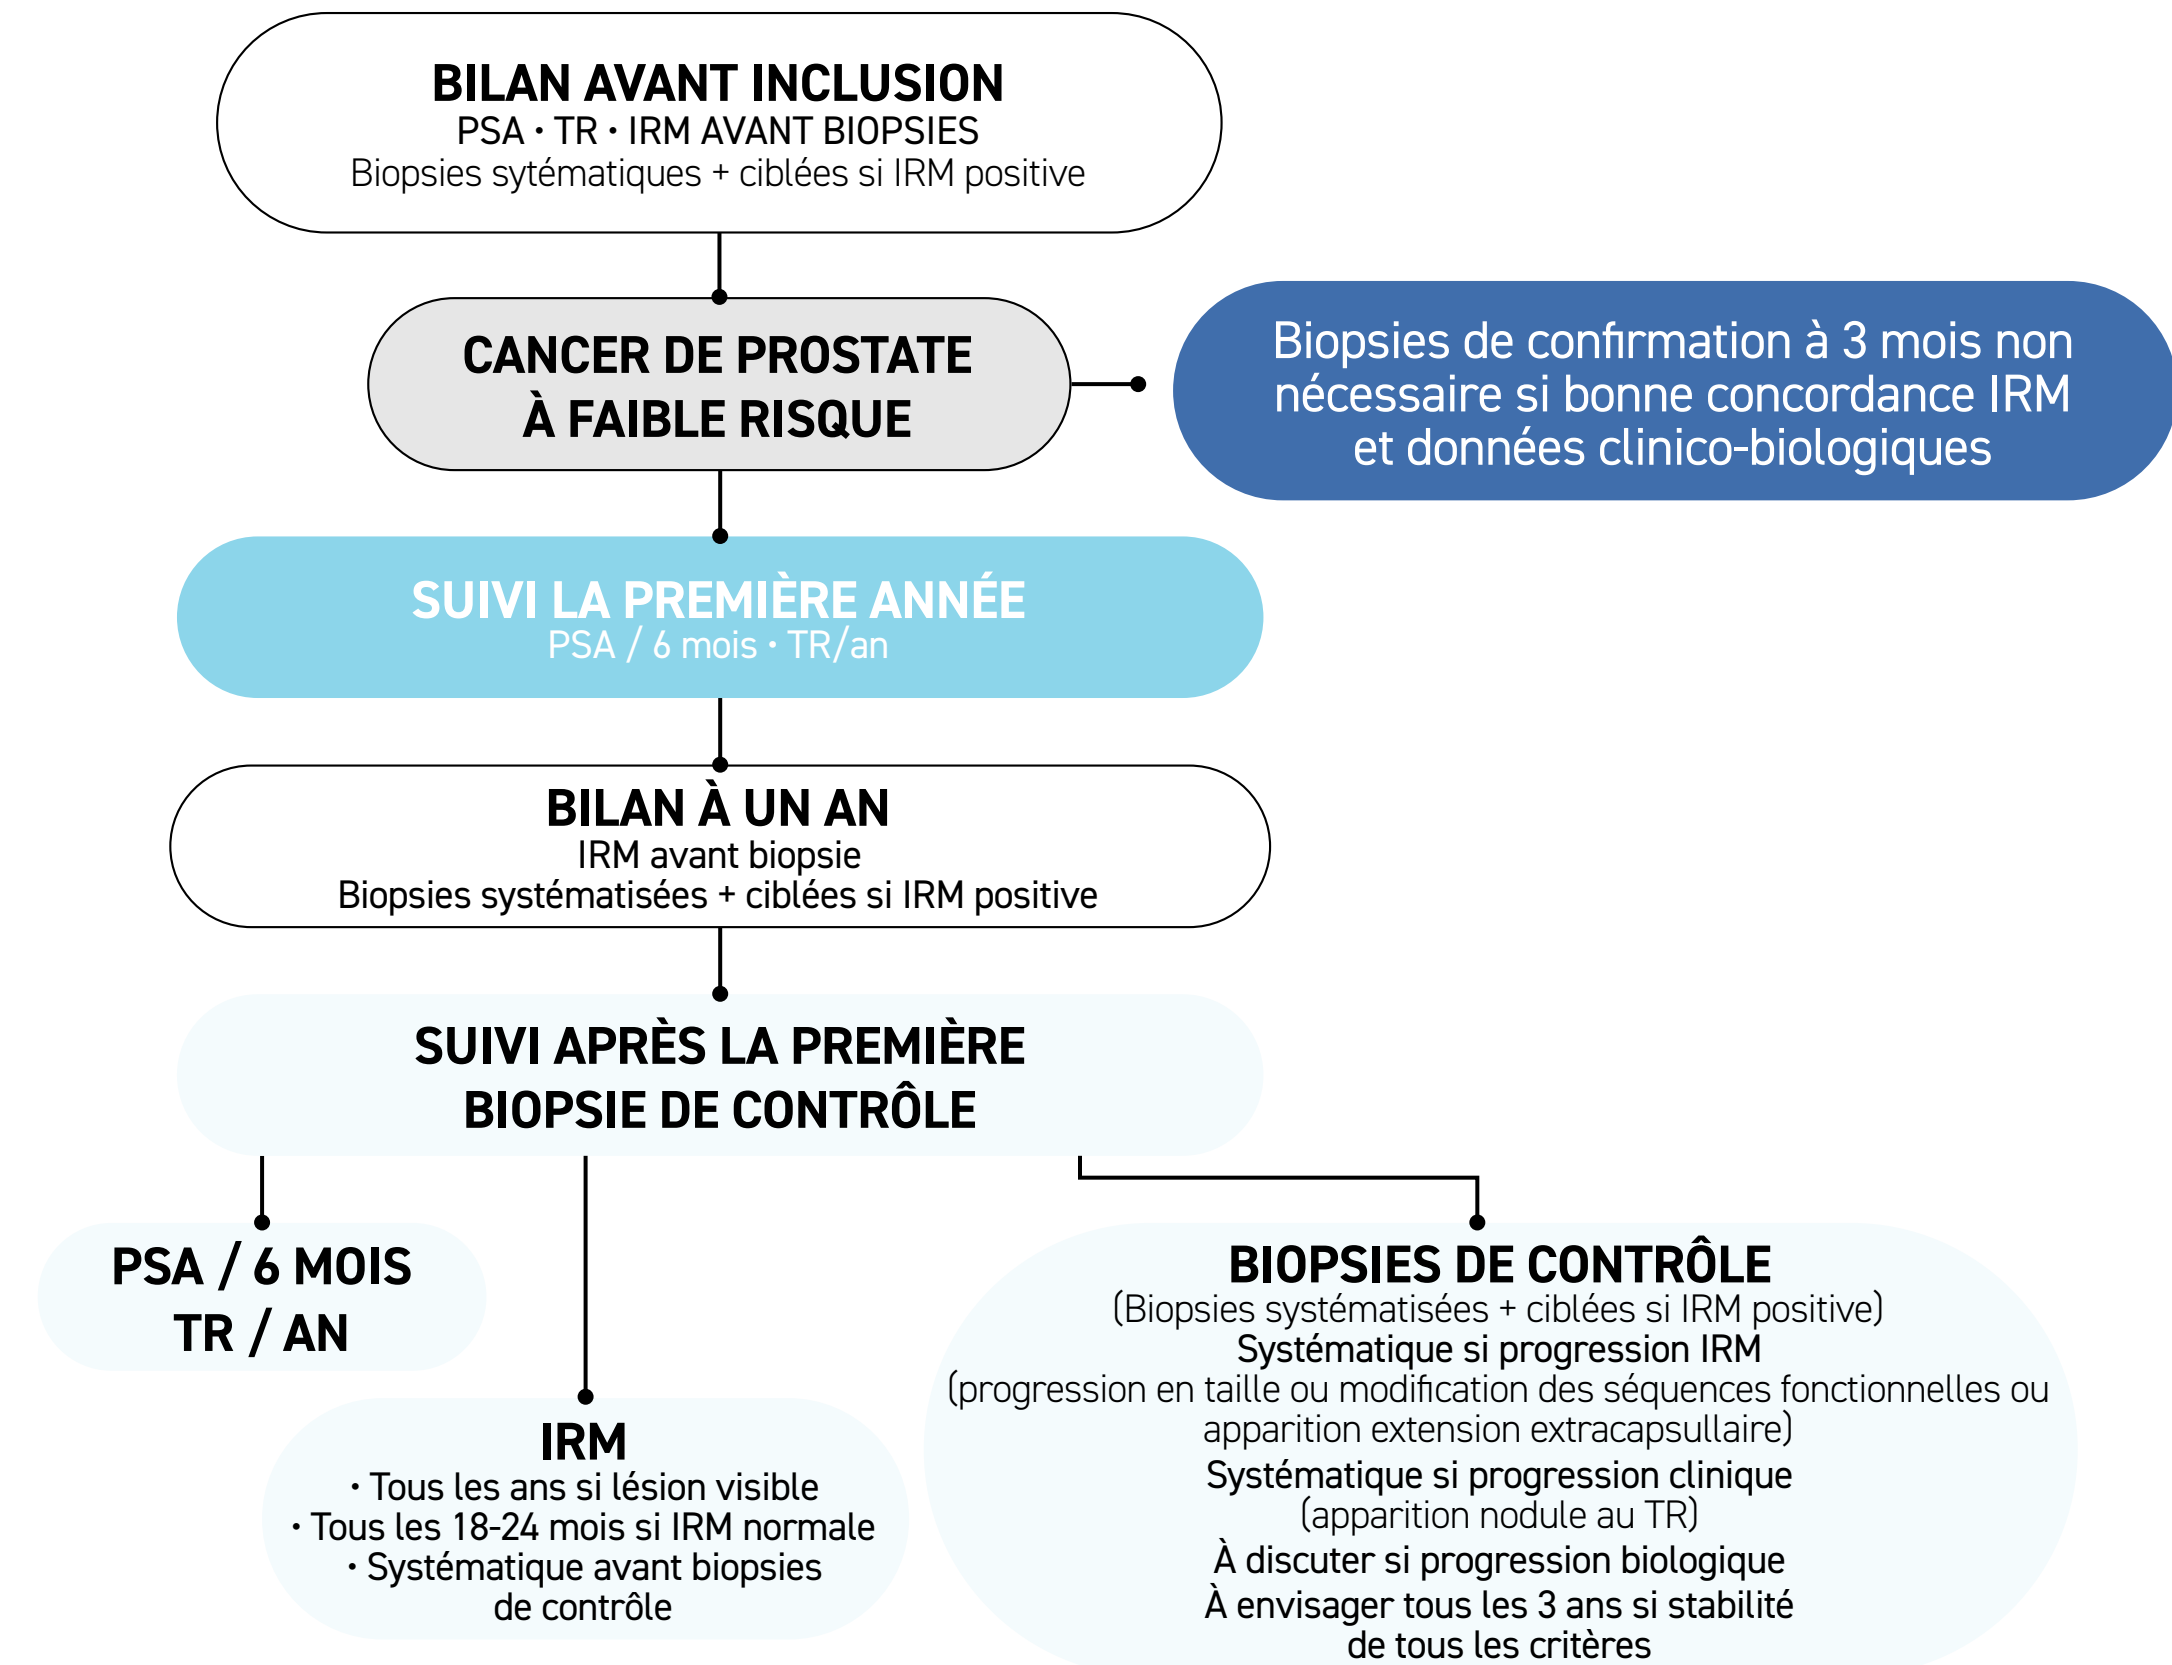 BILAN AVANT INCLUSION
PSA • TR • IRM AVANT BIOPSIES
Biopsies sytématiques + ciblées si IRM positive
CANCER DE PROSTATE
À FAIBLE RISQUE
Biopsies de confirmation à 3 mois non
nécessaire si bonne concordance IRM
et données clinico-biologiques
SUIVI LA PREMIÈRE ANNÉE
PSA / 6 mois • TR/an
BILAN À UN AN
IRM avant biopsie
Biopsies systématisées + ciblées si IRM positive
SUIVI APRÈS LA PREMIÈRE
BIOPSIE DE CONTRÔLE
PSA / 6 MOIS
TR / AN
IRM
• Tous les ans si lésion visible
• Tous les 18-24 mois si IRM normale
• Systématique avant biopsies
de contrôle
BIOPSIES DE CONTRÔLE
(Biopsies systématisées + ciblées si IRM positive)
Systématique si progression IRM
(progression en taille ou modification des séquences fonctionnelles ou
apparition extension extracapsullaire)
Systématique si progression clinique
(apparition nodule au TR)
À discuter si progression biologique
À envisager tous les 3 ans si stabilité
de tous les critères